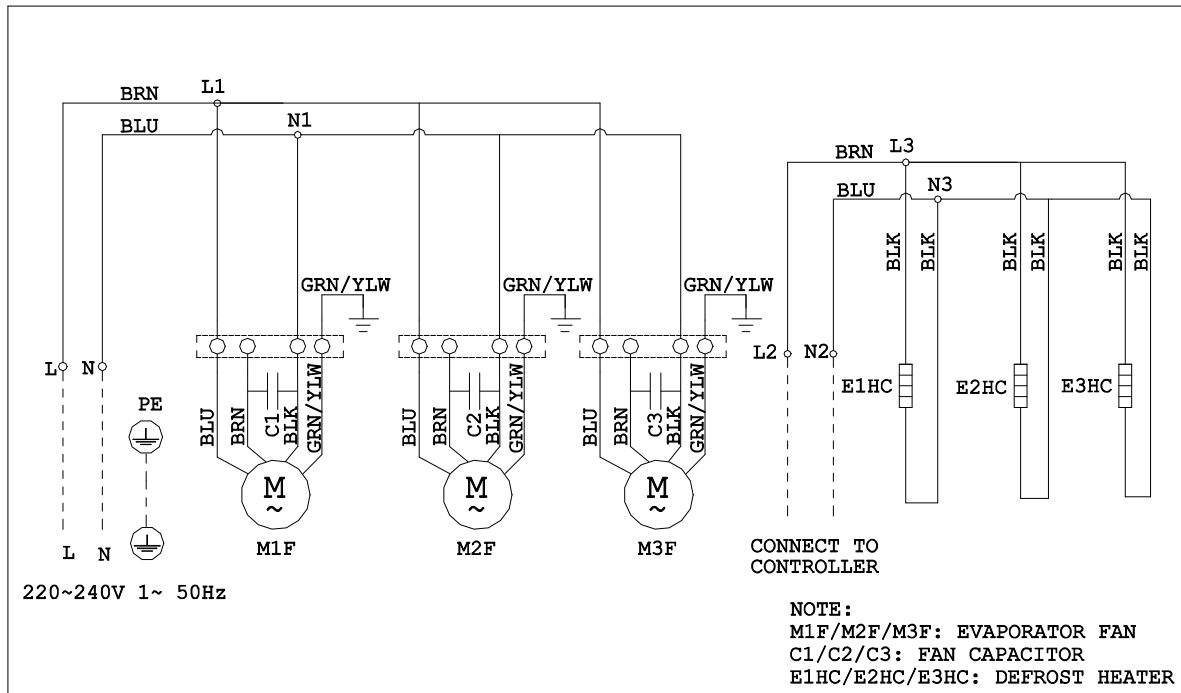 BRN
L1
BLU
N1
BRN
L3
BLU
N3
BLK
BLK
BLK
BLK
BLK
BLK
GRN/YLW
GRN/YLW
GRN/YLW
L
N
L2
N2
PE
E1HC
E2HC
E3HC
BLU
BRN
C1
BLK
GRN/YLW
BLU
BRN
C2
BLK
GRN/YLW
BLU
BRN
C3
BLK
GRN/YLW
M
~
M
~
M
~
M1F
M2F
M3F
L
N
220~240V 1~ 50Hz
CONNECT TO
CONTROLLER
NOTE:
M1F/M2F/M3F: EVAPORATOR FAN
C1/C2/C3: FAN CAPACITOR
E1HC/E2HC/E3HC: DEFROST HEATER